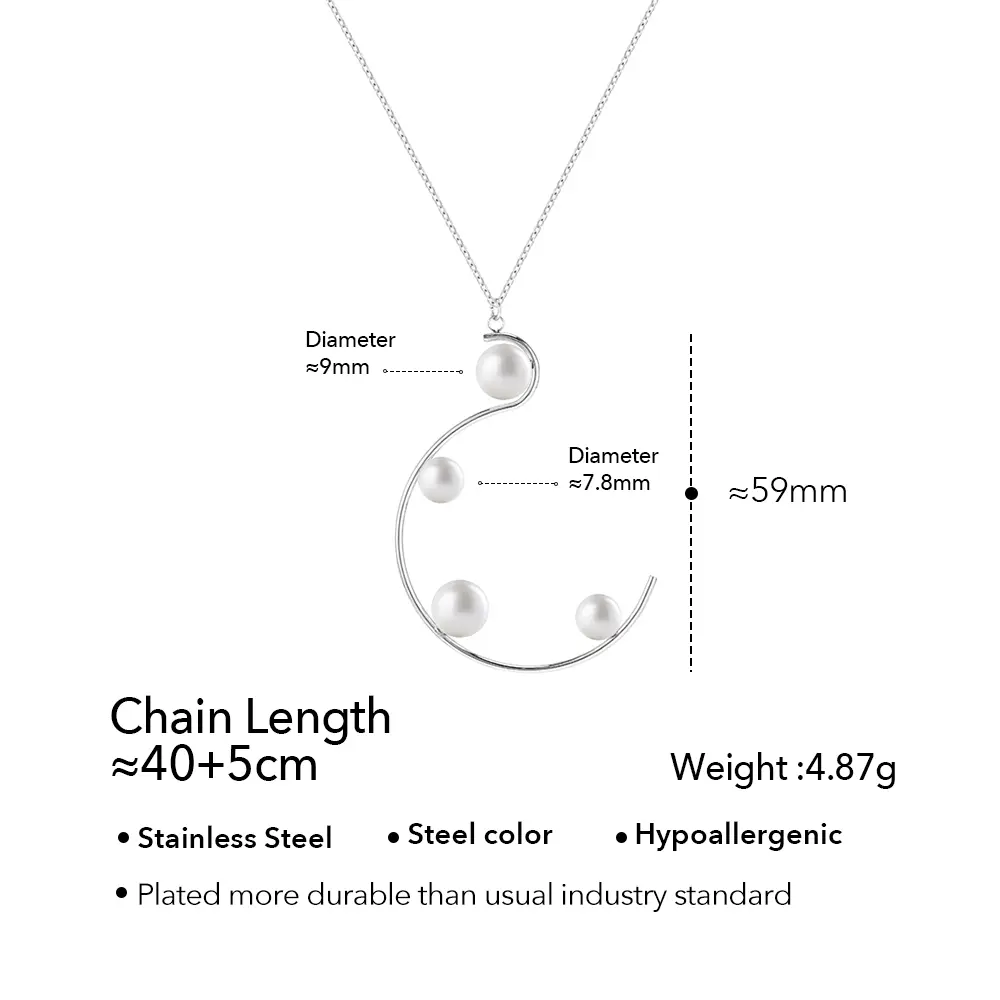 Diameter
≈9mm
Diameter
≈7.8mm
≈59mm
Chain Length
≈40+5cm
Weight :4.87g
• Stainless Steel
• Steel color
• Hypoallergenic
• Plated more durable than usual industry standard